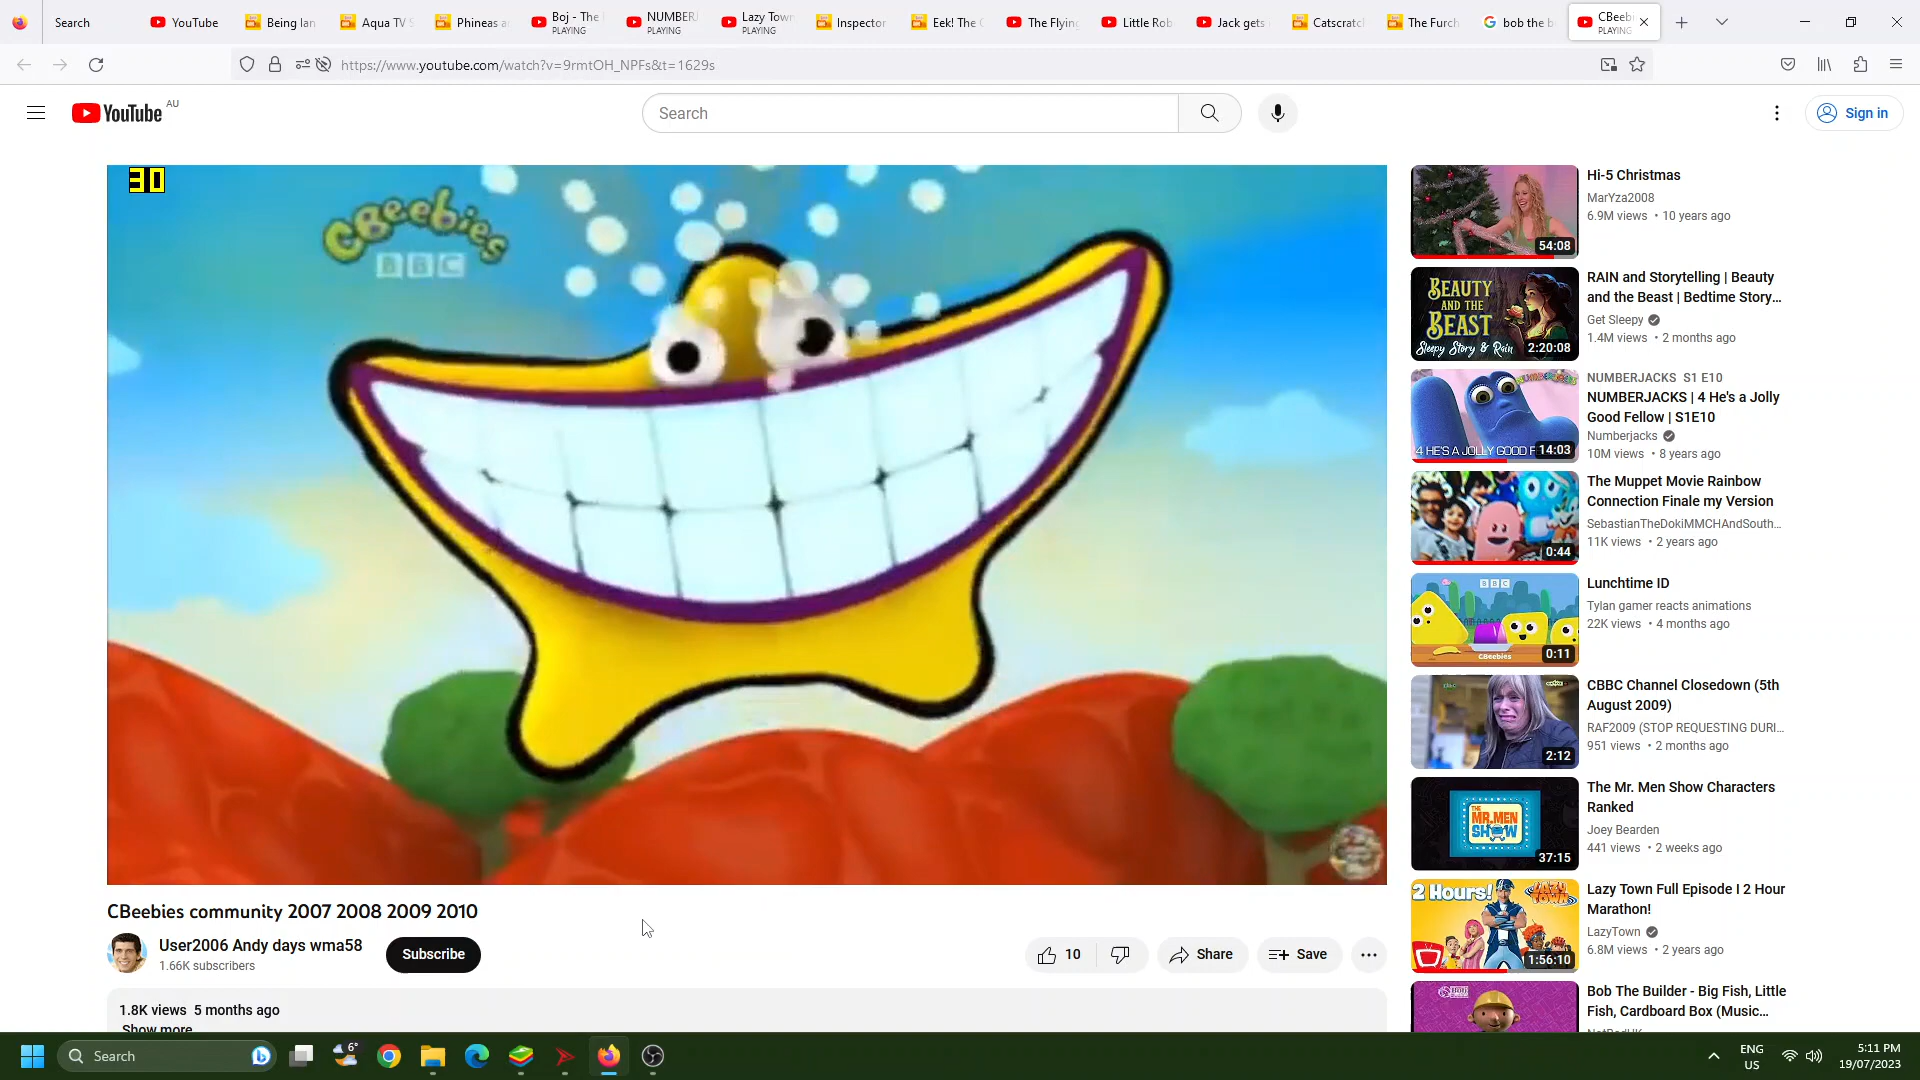 Search
YouTube
Being Ian
Aqua TV S
Phineas a
Boj - The
PLAYING
NUMBERJ
PLAYING
Lazy Town
PLAYING
Inspector
Eek! The C
The Flying
Little Rob
Jack gets
Catscratc
The Furch
bob the b
CBeebi
PLAYING
https://www.youtube.com/watch?v=9rmtOH_NPFs&t=1629s
YouTube AU
Search
Sign in
30
CBeebies
BBC
CBeebies community 2007 2008 2009 2010
User2006 Andy days wma58
1.66K subscribers
Subscribe
10
Share
Save
1.8K views 5 months ago
Show more
54:08
Hi-5 Christmas
MarYza2008
6.9M views • 10 years ago
BEAUTY
AND THE
BEAST
Sleepy Story & Rain
2:20:08
RAIN and Storytelling | Beauty
and the Beast | Bedtime Story...
Get Sleepy
1.4M views • 2 months ago
NUMBERJACKS
4 HE'S A JOLLY GOOD F
14:03
NUMBERJACKS S1 E10
NUMBERJACKS | 4 He's a Jolly
Good Fellow | S1E10
Numberjacks
10M views • 8 years ago
0:44
The Muppet Movie Rainbow
Connection Finale my Version
SebastianTheDokiMMCHAndSouth...
11K views • 2 years ago
BBC
CBeebies
0:11
Lunchtime ID
Tylan gamer reacts animations
22K views • 4 months ago
2:12
CBBC Channel Closedown (5th
August 2009)
RAF2009 (STOP REQUESTING DURI...
951 views • 2 months ago
THE
MR. MEN
SHOW
37:15
The Mr. Men Show Characters
Ranked
Joey Bearden
441 views • 2 weeks ago
2 Hours!
LAZY
TOWN
1:56:10
Lazy Town Full Episode I 2 Hour
Marathon!
LazyTown
6.8M views • 2 years ago
Bob The Builder - Big Fish, Little
Fish, Cardboard Box (Music...
Search
6°
ENG
US
5:11 PM
19/07/2023